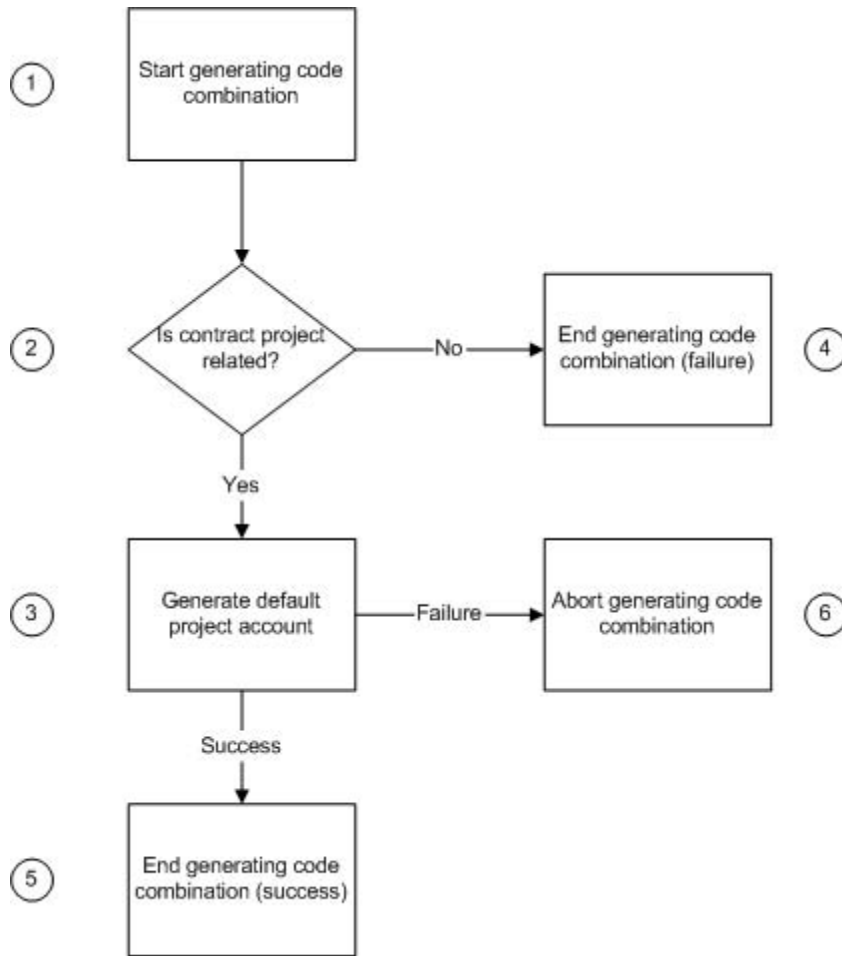 1
Start generating code
combination
2
Is contract project
related?
No
End generating code
combination (failure)
4
Yes
3
Generate default
project account
Failure
Abort generating code
combination
6
Success
5
End generating code
combination (success)